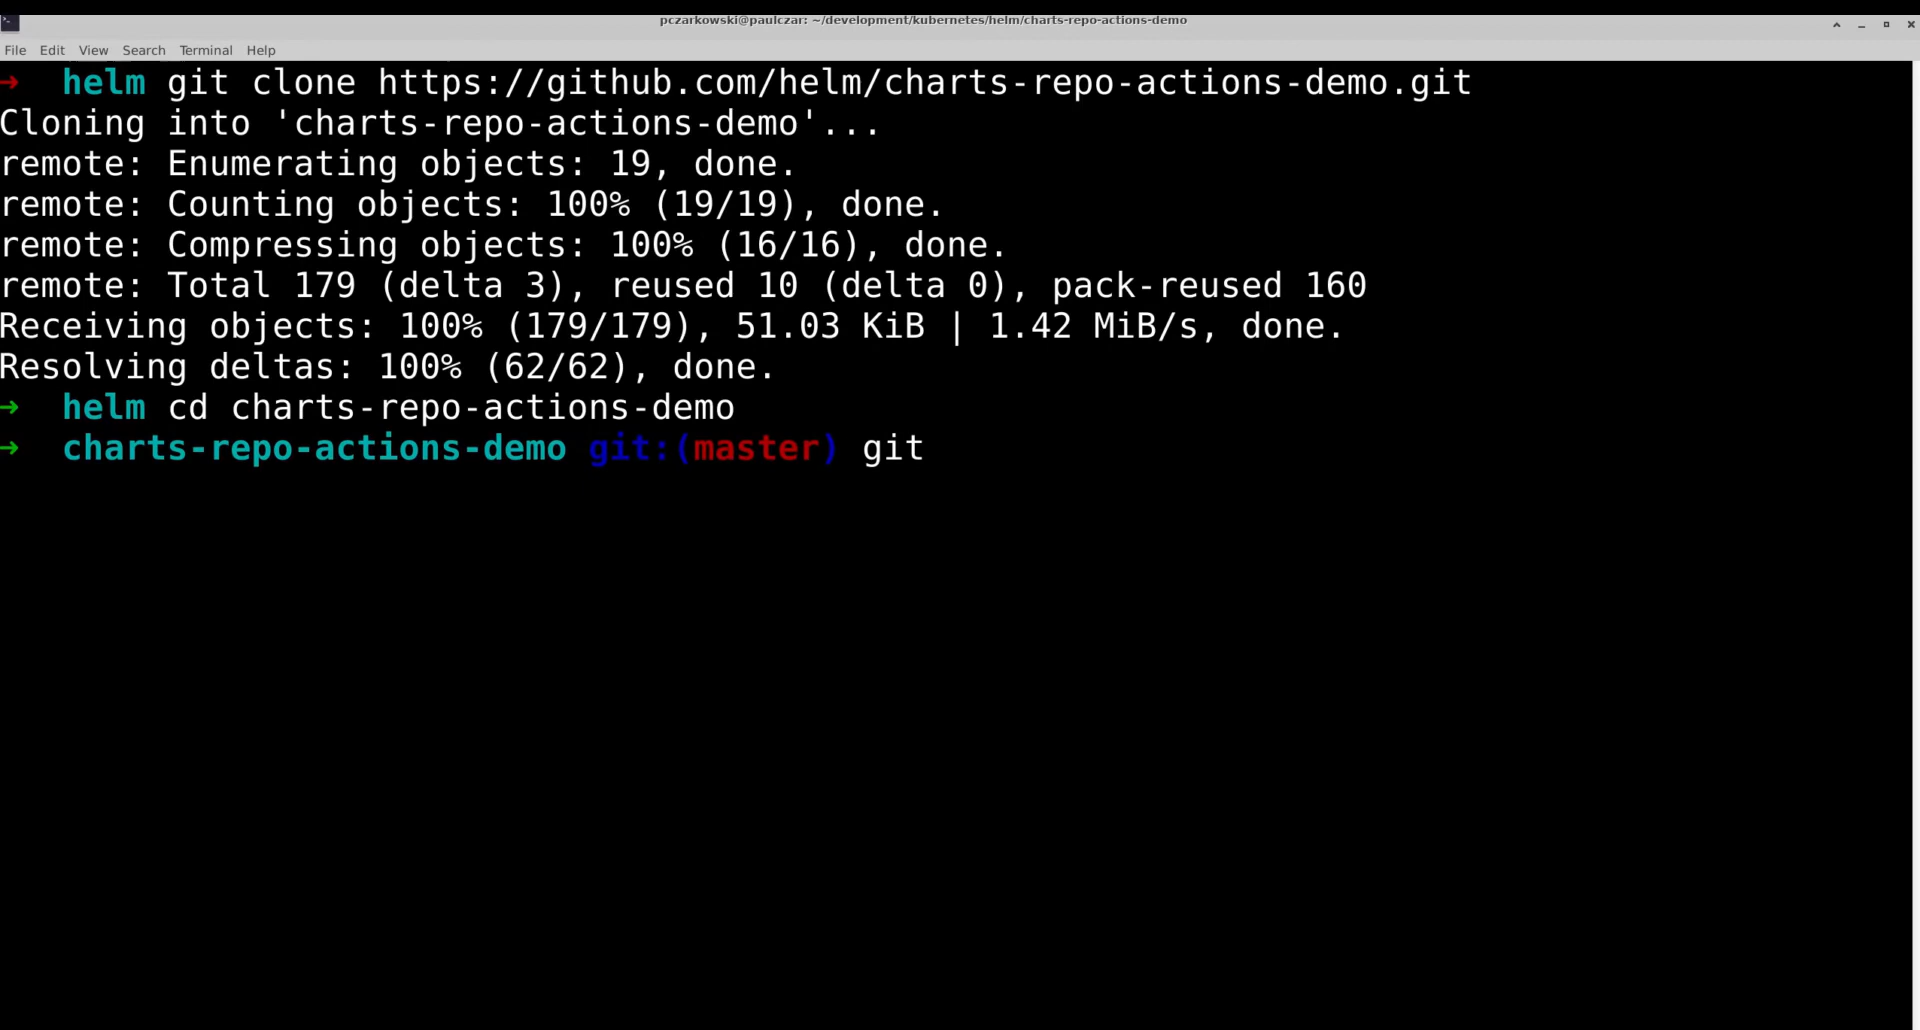 pczarkowski@paulczar: ~/development/kubernetes/helm/charts-repo-actions-demo
File Edit View Search Terminal Help
→ helm git clone https://github.com/helm/charts-repo-actions-demo.git
Cloning into 'charts-repo-actions-demo'...
remote: Enumerating objects: 19, done.
remote: Counting objects: 100% (19/19), done.
remote: Compressing objects: 100% (16/16), done.
remote: Total 179 (delta 3), reused 10 (delta 0), pack-reused 160
Receiving objects: 100% (179/179), 51.03 KiB | 1.42 MiB/s, done.
Resolving deltas: 100% (62/62), done.
→ helm cd charts-repo-actions-demo
→ charts-repo-actions-demo git:(master) git